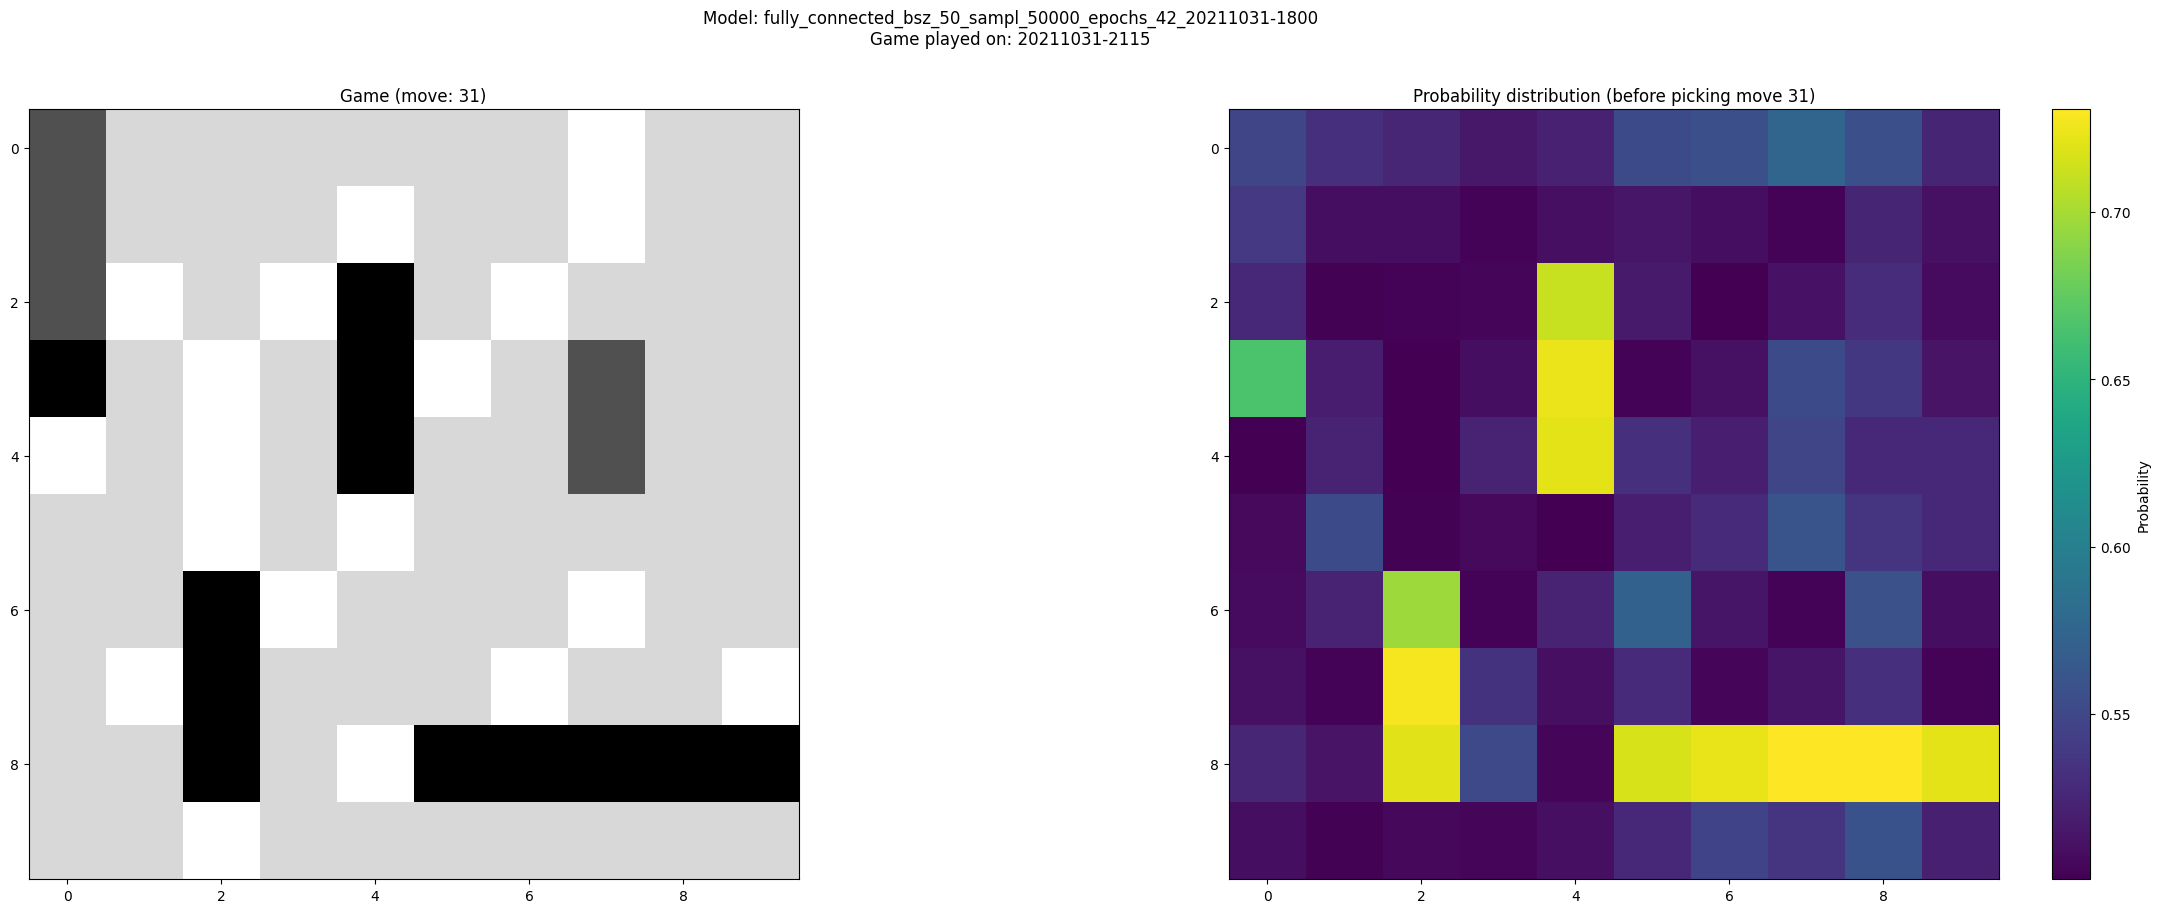 Model: fully_connected_bsz_50_sampl_50000_epochs_42_20211031-1800
Game played on: 20211031-2115
Game (move: 31)
0
2
4
6
8
0 2 4 6 8
Probability distribution (before picking move 31)
0
2
4
6
8
0 2 4 6 8
0.70
0.65
0.60
0.55
Probability